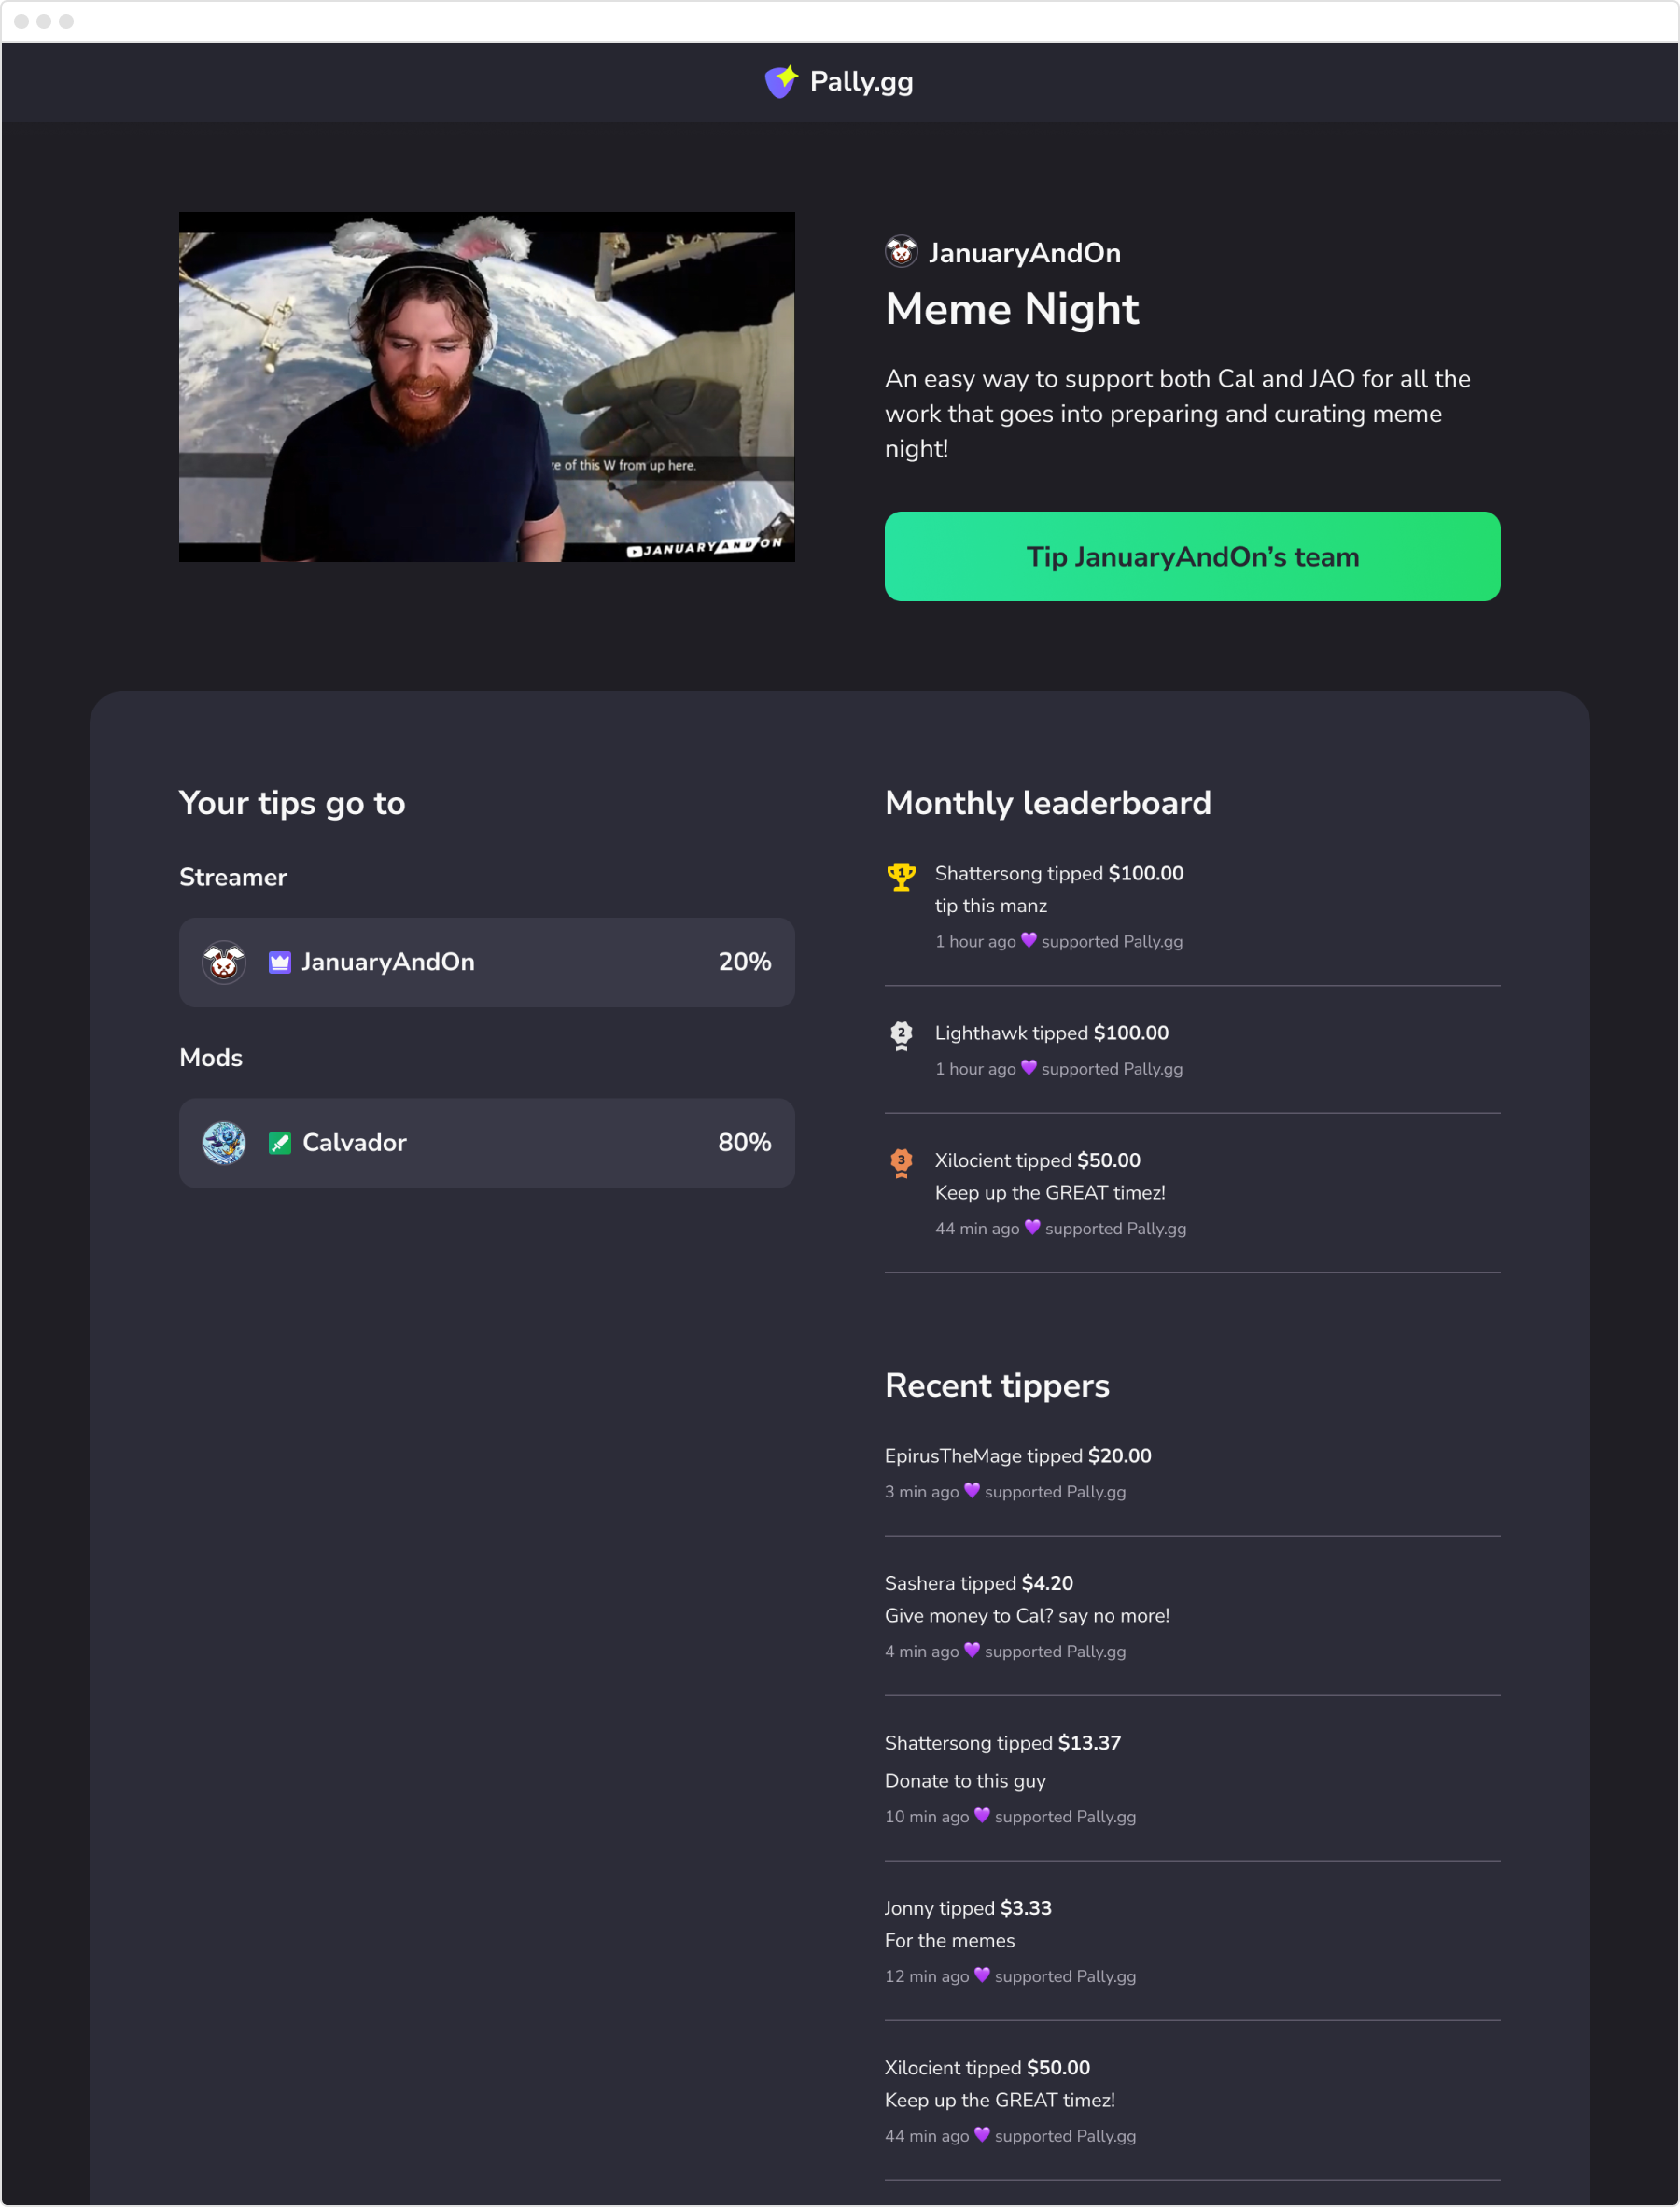 Pally.gg
ze of this W from up here.
JANUARYANDON
JanuaryAndOn
Meme Night
An easy way to support both Cal and JAO for all the
work that goes into preparing and curating meme
night!
Tip JanuaryAndOn’s team
Your tips go to
Streamer
JanuaryAndOn 20%
Mods
Calvador 80%
Monthly leaderboard
1
Shattersong tipped $100.00
tip this manz
1 hour ago 💜 supported Pally.gg
2
Lighthawk tipped $100.00
1 hour ago 💜 supported Pally.gg
3
Xilocient tipped $50.00
Keep up the GREAT timez!
44 min ago 💜 supported Pally.gg
Recent tippers
EpirusTheMage tipped $20.00
3 min ago 💜 supported Pally.gg
Sashera tipped $4.20
Give money to Cal? say no more!
4 min ago 💜 supported Pally.gg
Shattersong tipped $13.37
Donate to this guy
10 min ago 💜 supported Pally.gg
Jonny tipped $3.33
For the memes
12 min ago 💜 supported Pally.gg
Xilocient tipped $50.00
Keep up the GREAT timez!
44 min ago 💜 supported Pally.gg